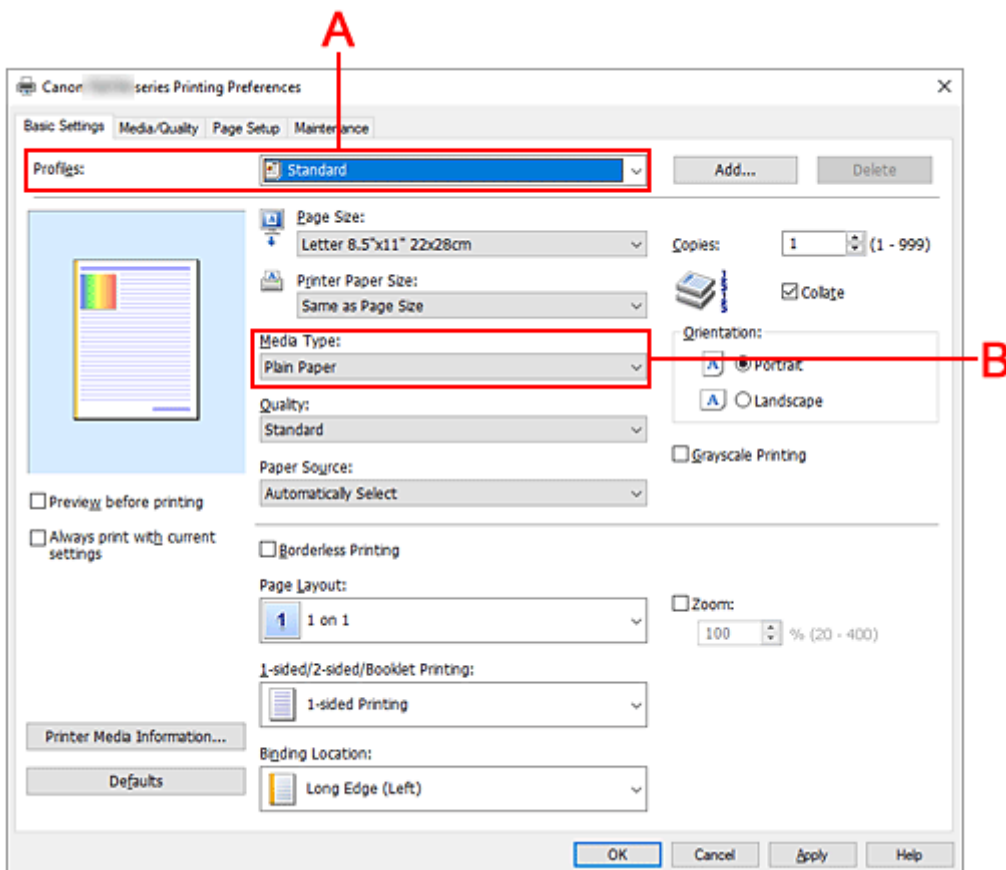 A
Canon series Printing Preferences
Basic Settings Media/Quality Page Setup Maintenance
Profiles: Standard Add... Delete
Page Size:
Letter 8.5"x11" 22x28cm
Copies: 1 (1 - 999)
Printer Paper Size:
Same as Page Size
Collate
Media Type:
Plain Paper
B
Orientation:
Portrait
Landscape
Quality:
Standard
Grayscale Printing
Paper Source:
Automatically Select
Preview before printing
Always print with current
settings
Borderless Printing
Page Layout:
1 1 on 1
Zoom:
100 % (20 - 400)
1-sided/2-sided/Booklet Printing:
1-sided Printing
Printer Media Information...
Defaults
Binding Location:
Long Edge (Left)
OK Cancel Apply Help